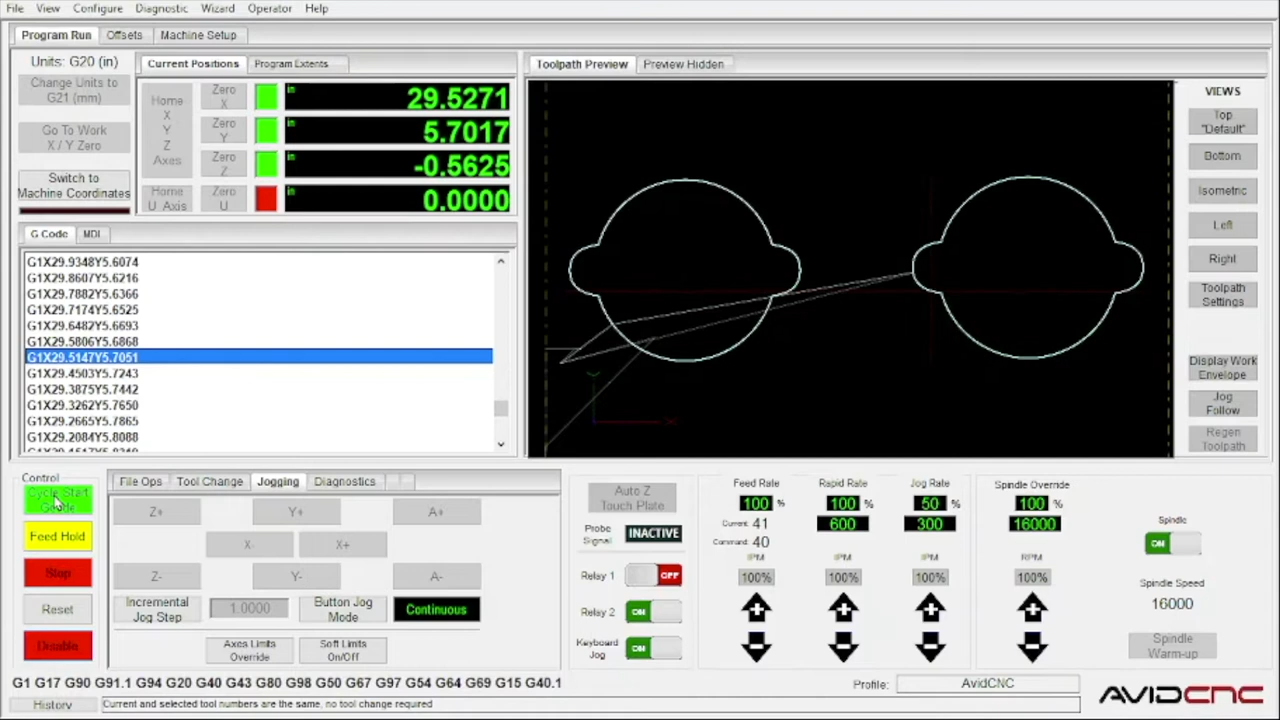 File View Configure Diagnostic Wizard Operator Help
Program Run Offsets Machine Setup
Units: G20 (in)
Change Units to
G21 (mm)
Go To Work
X / Y Zero
Switch to
Machine Coordinates
Current Positions Program Extents
Home
X
Y
Z
Axes
Home
U Axis
Zero
X
in
29.5271
Zero
Y
in
5.7017
Zero
Z
in
-0.5625
Zero
U
in
0.0000
G Code MDI
G1X29.9348Y5.6074
G1X29.8607Y5.6216
G1X29.7882Y5.6366
G1X29.7174Y5.6525
G1X29.6482Y5.6693
G1X29.5806Y5.6868
G1X29.5147Y5.7051
G1X29.4503Y5.7243
G1X29.3875Y5.7442
G1X29.3262Y5.7650
G1X29.2665Y5.7865
G1X29.2084Y5.8088
Toolpath Preview Preview Hidden
VIEWS
Top
"Default"
Bottom
Isometric
Left
Right
Toolpath
Settings
Display Work
Envelope
Jog
Follow
Regen
Toolpath
Control
Cycle Start
Feed Hold
Stop
Reset
Disable
File Ops Tool Change Jogging Diagnostics
Z+ Y+ A+
X- X+
Z- Y- A-
Incremental
Jog Step
1.0000
Button Jog
Mode
Continuous
Axes Limits
Override
Soft Limits
On/Off
Auto Z
Touch Plate
Probe
Signal
INACTIVE
Relay 1 OFF
Relay 2 ON
Keyboard
Jog
ON
Feed Rate
100 %
Current: 41
Command: 40
IPM
100%
Rapid Rate
100 %
600
IPM
100%
Jog Rate
50 %
300
IPM
100%
Spindle Override
100 %
16000
RPM
100%
Spindle
ON
Spindle Speed
16000
Spindle
Warm-up
G1 G17 G90 G91.1 G94 G20 G40 G43 G80 G98 G50 G67 G97 G54 G64 G69 G15 G40.1
Profile: AvidCNC
AVIDCNC
History Current and selected tool numbers are the same, no tool change required